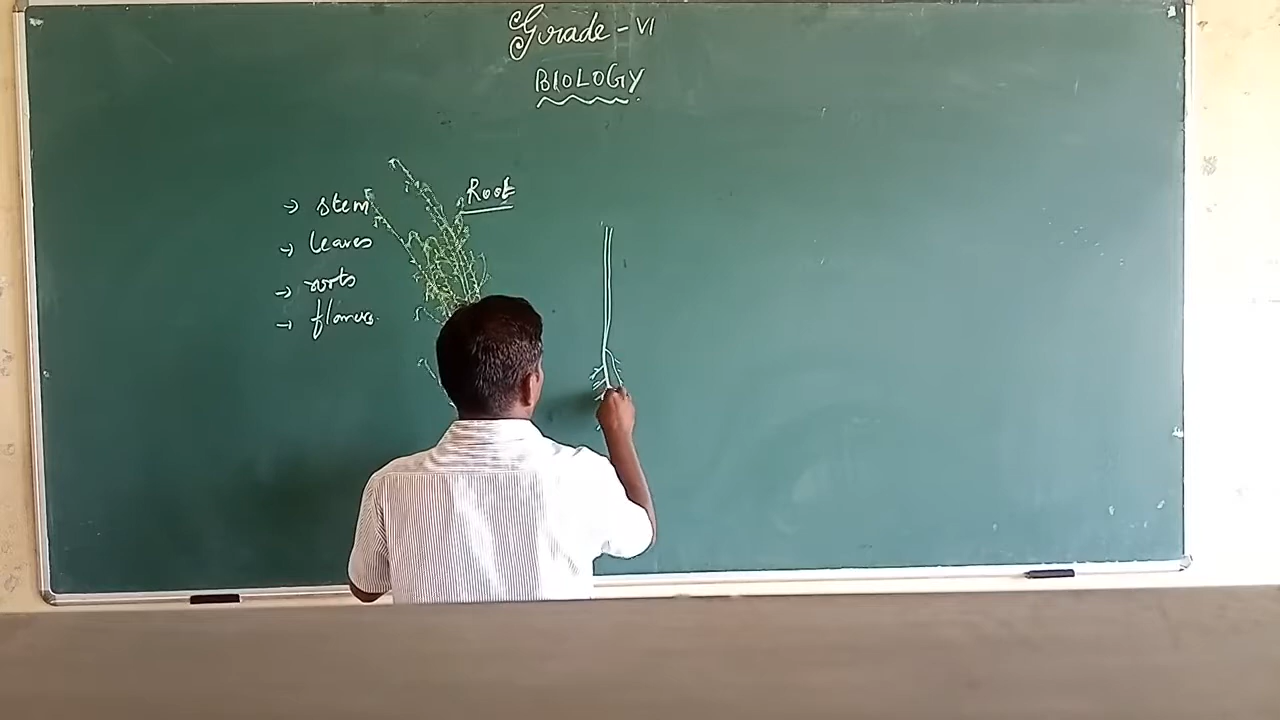 Grade - VI
BIOLOGY
Root
→ stem
→ leaves
→ roots
→ flowers